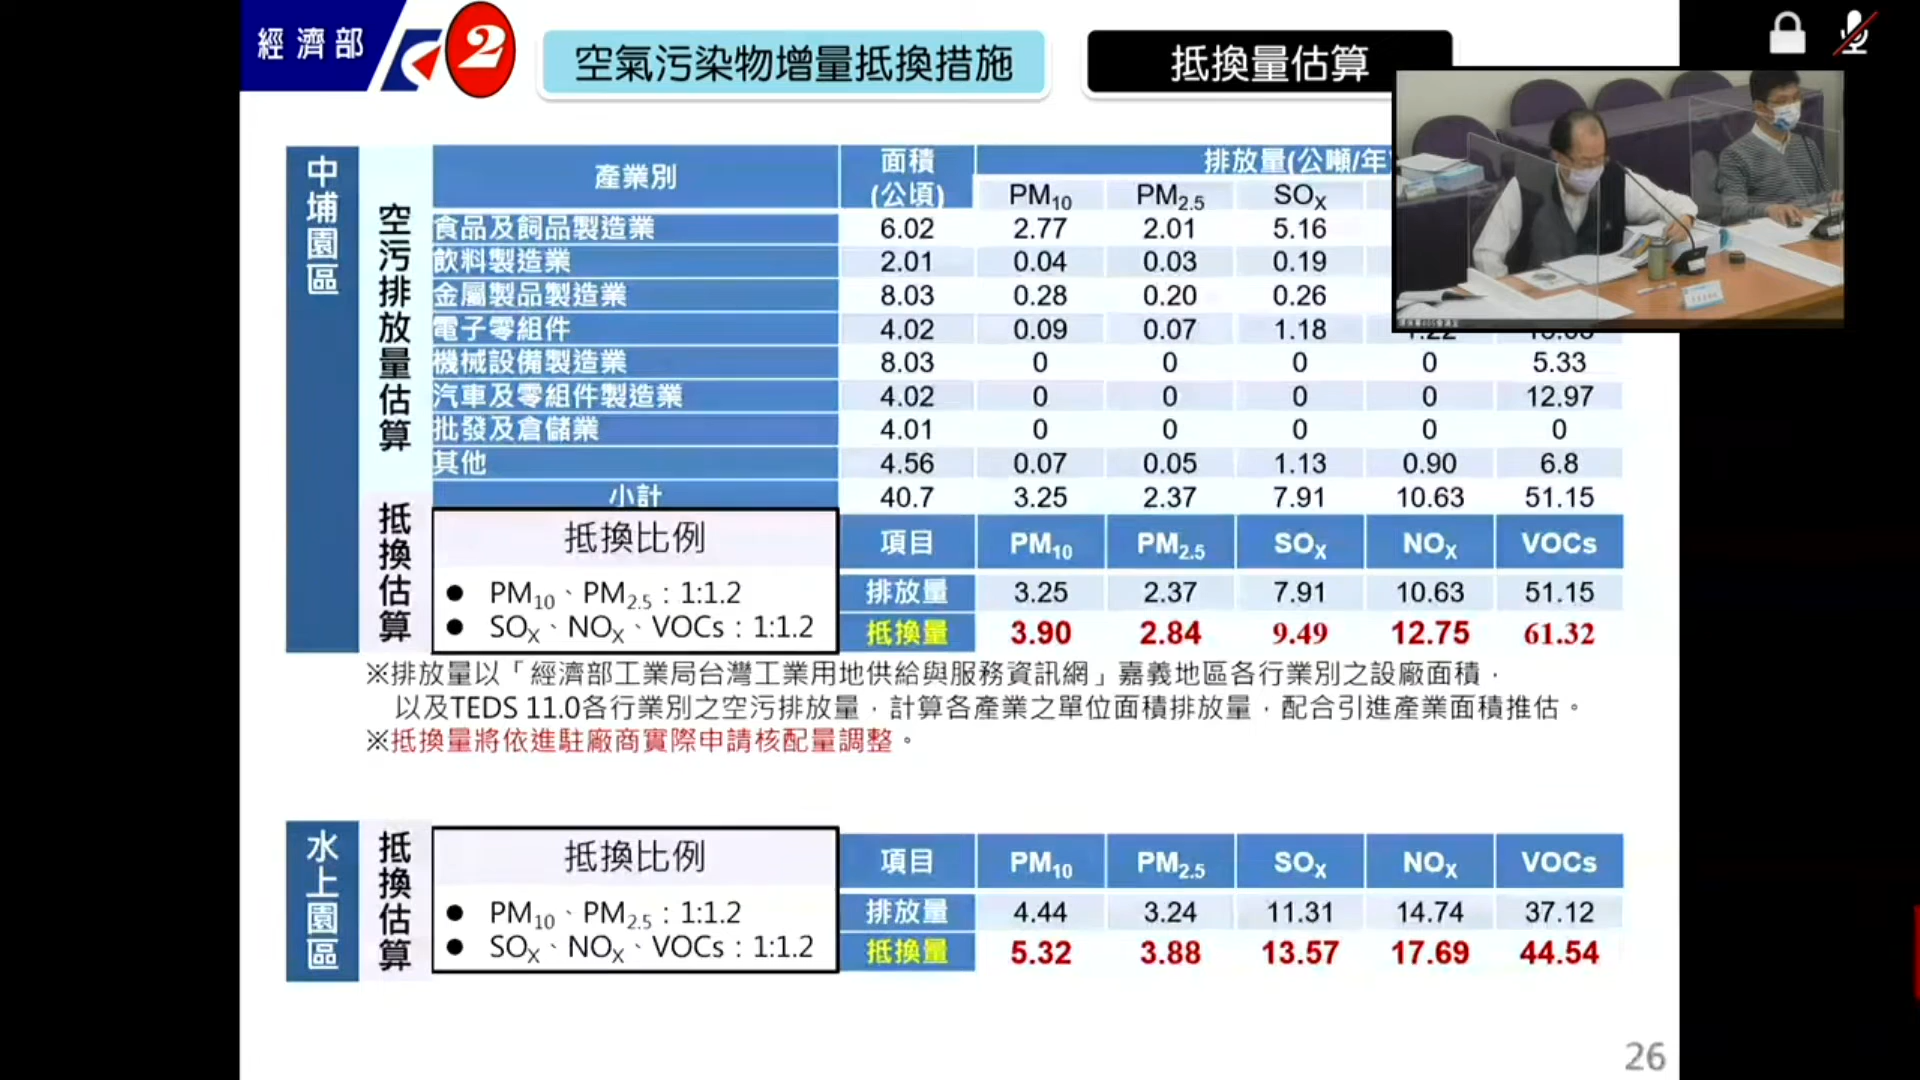 經濟部
2
空氣污染物增量抵換措施
抵換量估算
中埔園區
空污排放量估算
產業別 面積(公頃) 排放量(公噸/年
PM10 PM2.5 SOX
食品及飼品製造業 6.02 2.77 2.01 5.16
飲料製造業 2.01 0.04 0.03 0.19
金屬製品製造業 8.03 0.28 0.20 0.26
電子零組件 4.02 0.09 0.07 1.18
機械設備製造業 8.03 0 0 0 0 5.33
汽車及零組件製造業 4.02 0 0 0 0 12.97
批發及倉儲業 4.01 0 0 0 0 0
其他 4.56 0.07 0.05 1.13 0.90 6.8
小計 40.7 3.25 2.37 7.91 10.63 51.15
抵換估算
抵換比例
● PM10、PM2.5：1:1.2
● SOX、NOX、VOCs：1:1.2
項目 PM10 PM2.5 SOX NOX VOCs
排放量 3.25 2.37 7.91 10.63 51.15
抵換量 3.90 2.84 9.49 12.75 61.32
※排放量以「經濟部工業局台灣工業用地供給與服務資訊網」嘉義地區各行業別之設廠面積，
以及TEDS 11.0各行業別之空污排放量，計算各產業之單位面積排放量，配合引進產業面積推估。
※抵換量將依進駐廠商實際申請核配量調整。
水上園區
抵換估算
抵換比例
● PM10、PM2.5：1:1.2
● SOX、NOX、VOCs：1:1.2
項目 PM10 PM2.5 SOX NOX VOCs
排放量 4.44 3.24 11.31 14.74 37.12
抵換量 5.32 3.88 13.57 17.69 44.54
26